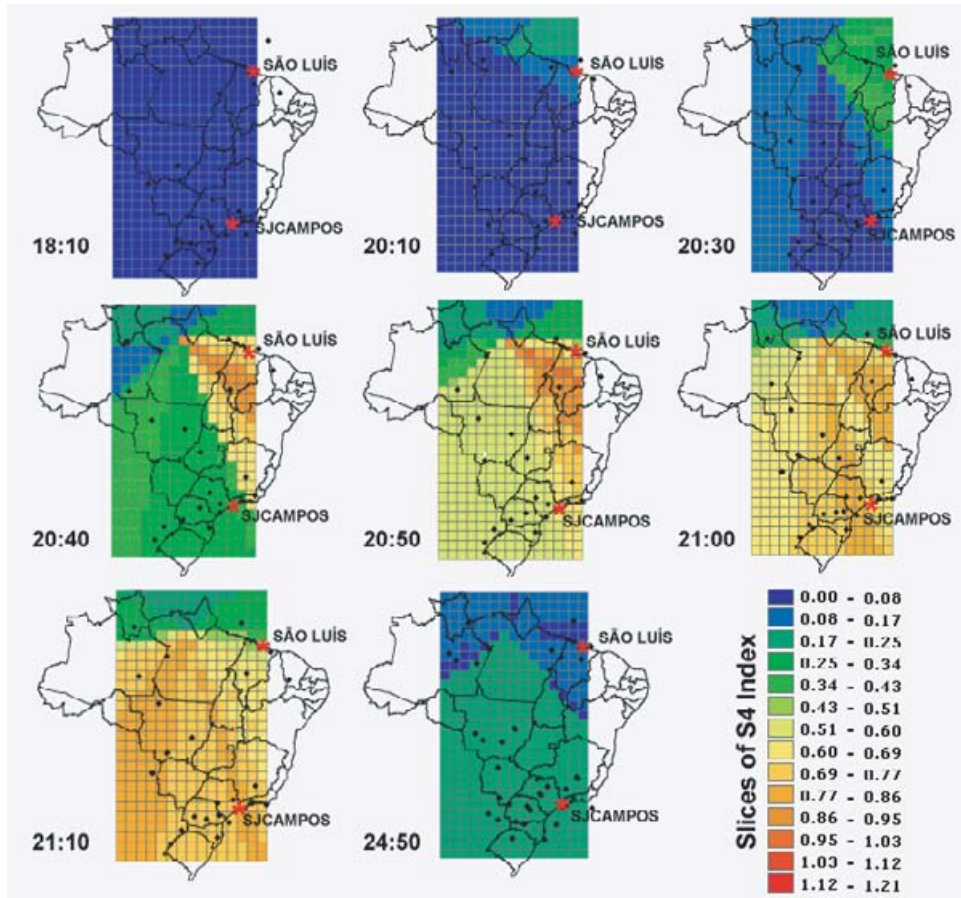 SÃO LUÍS
SJCAMPOS
18:10
SÃO LUÍS
SJCAMPOS
20:10
SÃO LUÍS
SJCAMPOS
20:30
SÃO LUÍS
SJCAMPOS
20:40
SÃO LUÍS
SJCAMPOS
20:50
SÃO LUÍS
SJCAMPOS
21:00
SÃO LUÍS
SJCAMPOS
21:10
SÃO LUÍS
SJCAMPOS
24:50
Slices of S4 Index
0.00 - 0.08
0.08 - 0.17
0.17 - 0.25
0.25 - 0.34
0.34 - 0.43
0.43 - 0.51
0.51 - 0.60
0.60 - 0.69
0.69 - 0.77
0.77 - 0.86
0.86 - 0.95
0.95 - 1.03
1.03 - 1.12
1.12 - 1.21